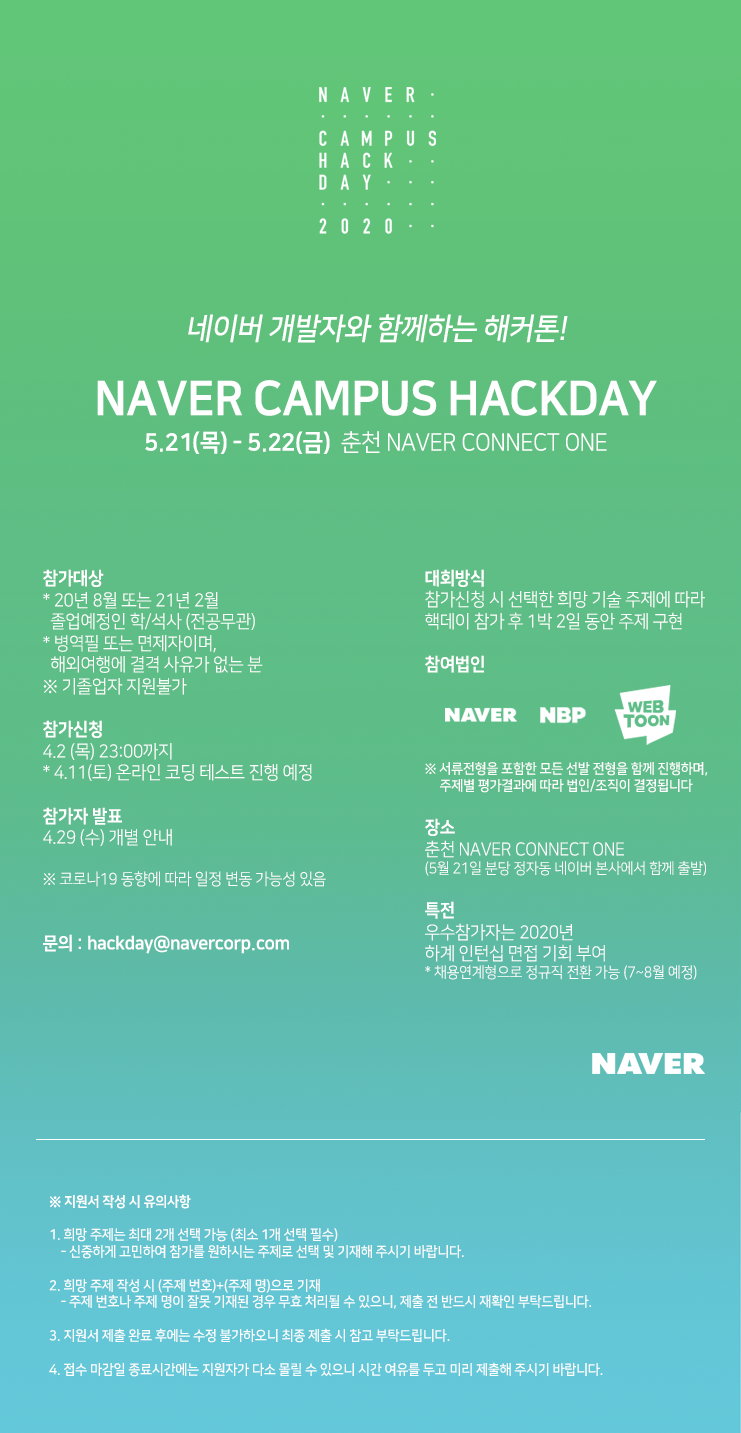 NAVER
CAMPUS
HACK
DAY
2020
네이버 개발자와 함께하는 해커톤!
NAVER CAMPUS HACKDAY
5.21(목) - 5.22(금) 춘천 NAVER CONNECT ONE
참가대상
* 20년 8월 또는 21년 2월
졸업예정인 학/석사 (전공무관)
* 병역필 또는 면제자이며,
해외여행에 결격 사유가 없는 분
※ 기졸업자 지원불가
참가신청
4.2 (목) 23:00까지
* 4.11(토) 온라인 코딩 테스트 진행 예정
참가자 발표
4.29 (수) 개별 안내
※ 코로나19 동향에 따라 일정 변동 가능성 있음
문의 : hackday@navercorp.com
대회방식
참가신청 시 선택한 희망 기술 주제에 따라
핵데이 참가 후 1박 2일 동안 주제 구현
참여법인
NAVER NBP WEB
TOON
※ 서류전형을 포함한 모든 선발 전형을 함께 진행하며,
주제별 평가결과에 따라 법인/조직이 결정됩니다
장소
춘천 NAVER CONNECT ONE
(5월 21일 분당 정자동 네이버 본사에서 함께 출발)
특전
우수참가자는 2020년
하계 인턴십 면접 기회 부여
* 채용연계형으로 정규직 전환 가능 (7~8월 예정)
NAVER
※ 지원서 작성 시 유의사항
1. 희망 주제는 최대 2개 선택 가능 (최소 1개 선택 필수)
- 신중하게 고민하여 참가를 원하시는 주제로 선택 및 기재해 주시기 바랍니다.
2. 희망 주제 작성 시 (주제 번호)+(주제 명)으로 기재
- 주제 번호나 주제 명이 잘못 기재된 경우 무효 처리될 수 있으니, 제출 전 반드시 재확인 부탁드립니다.
3. 지원서 제출 완료 후에는 수정 불가하오니 최종 제출 시 참고 부탁드립니다.
4. 접수 마감일 종료시간에는 지원자가 다소 몰릴 수 있으니 시간 여유를 두고 미리 제출해 주시기 바랍니다.